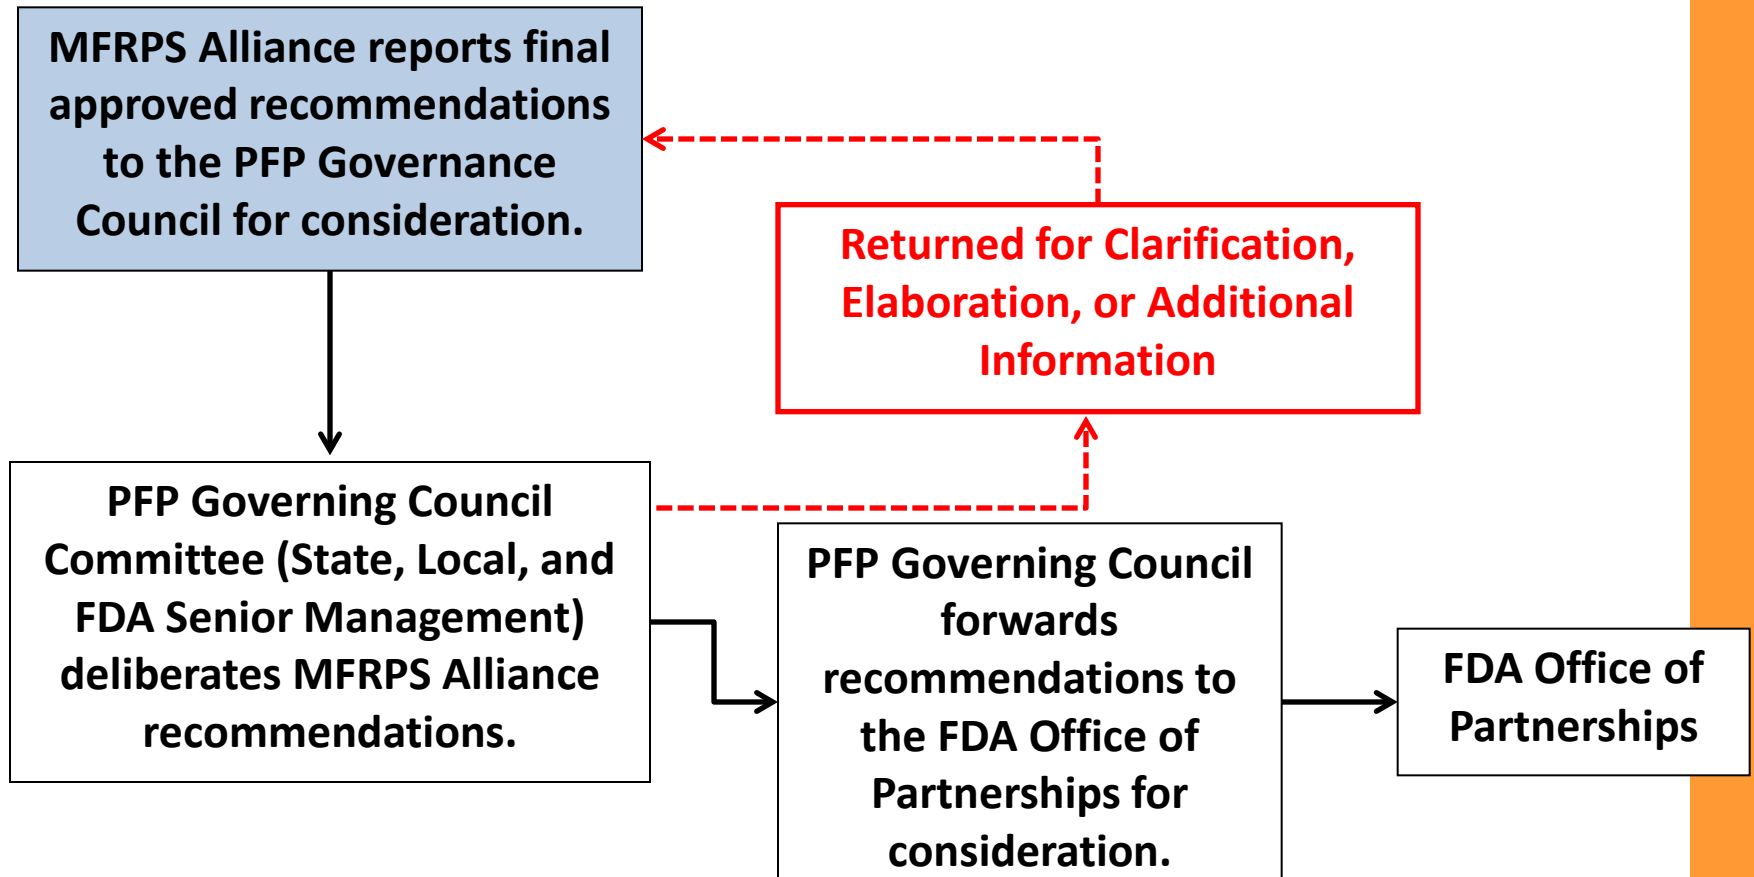 MFRPS Alliance reports final
approved recommendations
to the PFP Governance
Council for consideration.
Returned for Clarification,
Elaboration, or Additional
Information
PFP Governing Council
Committee (State, Local, and
FDA Senior Management)
deliberates MFRPS Alliance
recommendations.
PFP Governing Council
forwards
recommendations to
the FDA Office of
Partnerships for
consideration.
FDA Office of
Partnerships